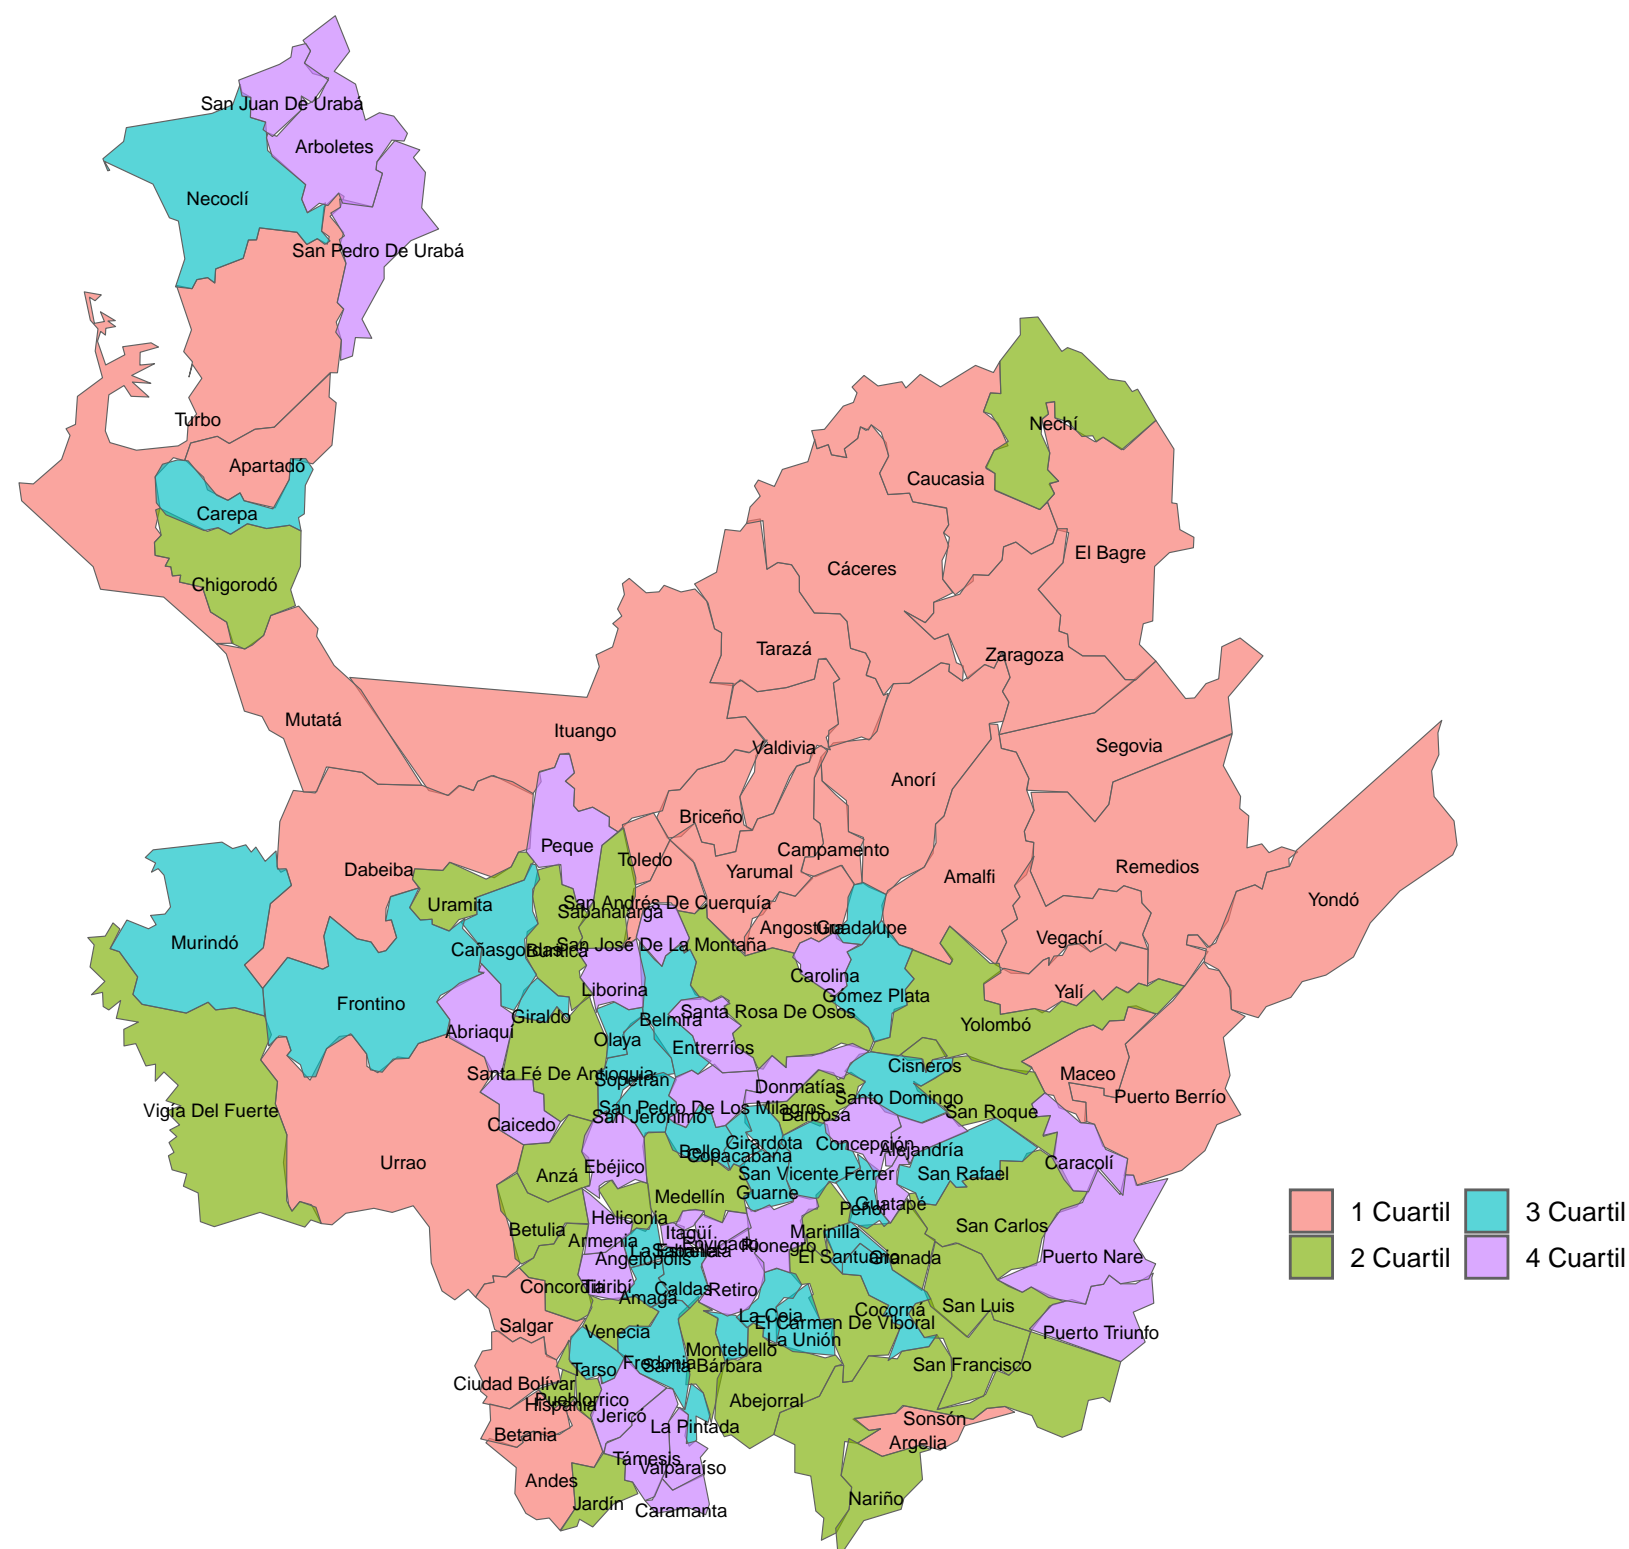 San Juan De Urabá
Arboletes
Necoclí
San Pedro De Urabá
Turbo
Nechí
Apartadó
Caucasia
Carepa
El Bagre
Cáceres
Chigorodó
Tarazá
Zaragoza
Mutatá
Ituango
Valdivia
Segovia
Anorí
Briceño
Peque
Campamento
Toledo
Dabeiba
Yarumal
Remedios
Amalfi
Yondó
San Andrés De Cuerquía
Uramita
Sabanalarga
Angostura
Guadalupe
Vegachí
Murindó
San José De La Montaña
Cañasgordas
Buriticá
Carolina
Liborina
Yalí
Gómez Plata
Frontino
Santa Rosa De Osos
Giraldo
Belmira
Yolombó
Abriaquí
Olaya
Entrerríos
Cisneros
Santa Fé De Antioquia
Maceo
Sopetrán
Donmatías
Santo Domingo
Puerto Berrío
San Pedro De Los Milagros
Vigía Del Fuerte
San Roque
Barbosa
San Jerónimo
Caicedo
Girardota
Concepción
Bello
Alejandría
Copacabana
Urrao
Caracolí
Ebéjico
San Vicente Ferrer
San Rafael
Anzá
Guarne
Medellín
Guatapé
Peñol
1 Cuartil
3 Cuartil
Heliconia
San Carlos
Betulia
Itagüí
Marinilla
Armenia
Envigado
Rionegro
La Estrella
Sabaneta
2 Cuartil
4 Cuartil
Angelópolis
El Santuario
Granada
Puerto Nare
Concordia
Titiribí
Caldas
Retiro
Amagá
San Luis
Cocorná
La Ceja
El Carmen De Viboral
Salgar
Venecia
Puerto Triunfo
La Unión
Montebello
Fredonia
Santa Bárbara
San Francisco
Tarso
Ciudad Bolívar
Pueblorrico
Abejorral
Hispania
Jericó
Sonsón
La Pintada
Betania
Argelia
Támesis
Valparaíso
Andes
Nariño
Jardín
Caramanta